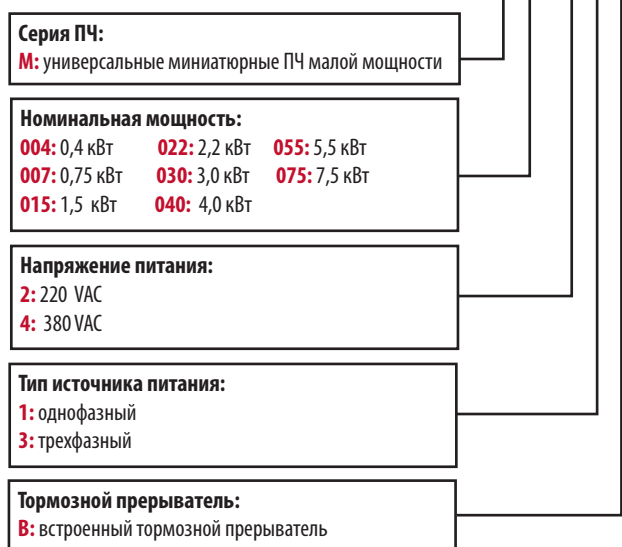 Серия ПЧ:
М: универсальные миниатюрные ПЧ малой мощности
Номинальная мощность:
004: 0,4 кВт 022: 2,2 кВт 055: 5,5 кВт
007: 0,75 кВт 030: 3,0 кВт 075: 7,5 кВт
015: 1,5 кВт 040: 4,0 кВт
Напряжение питания:
2: 220 VAC
4: 380 VAC
Тип источника питания:
1: однофазный
3: трехфазный
Тормозной прерыватель:
В: встроенный тормозной прерыватель